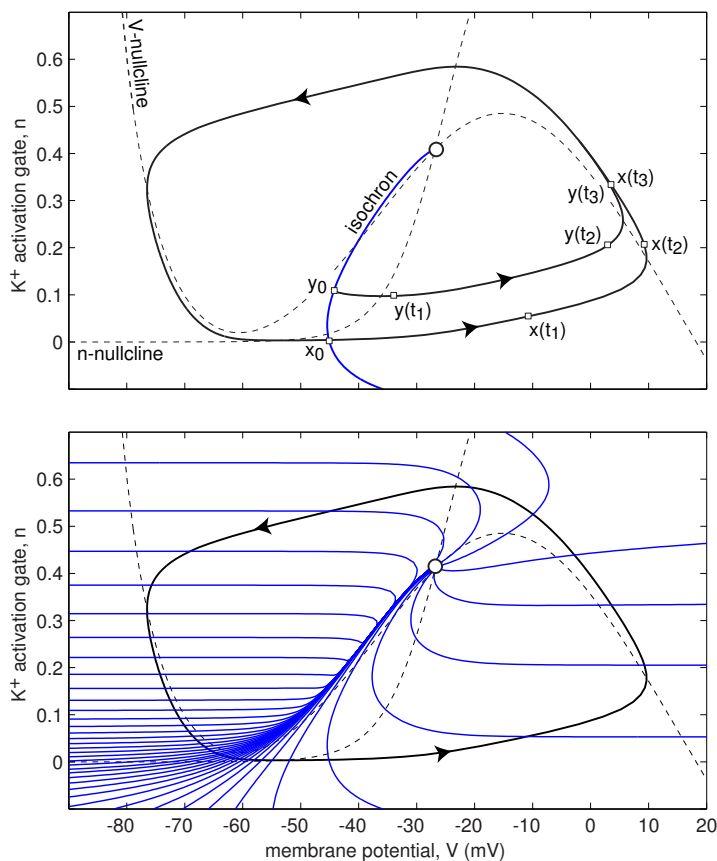 0.6
0.5
0.4
0.3
0.2
0.1
0
K+ activation gate, n
V-nullcline
n-nullcline
isochron
y0
x0
y(t1)
x(t1)
y(t2)
x(t2)
y(t3)
x(t3)
0.6
0.5
0.4
0.3
0.2
0.1
0
K+ activation gate, n
-80 -70 -60 -50 -40 -30 -20 -10 0 10 20
membrane potential, V (mV)